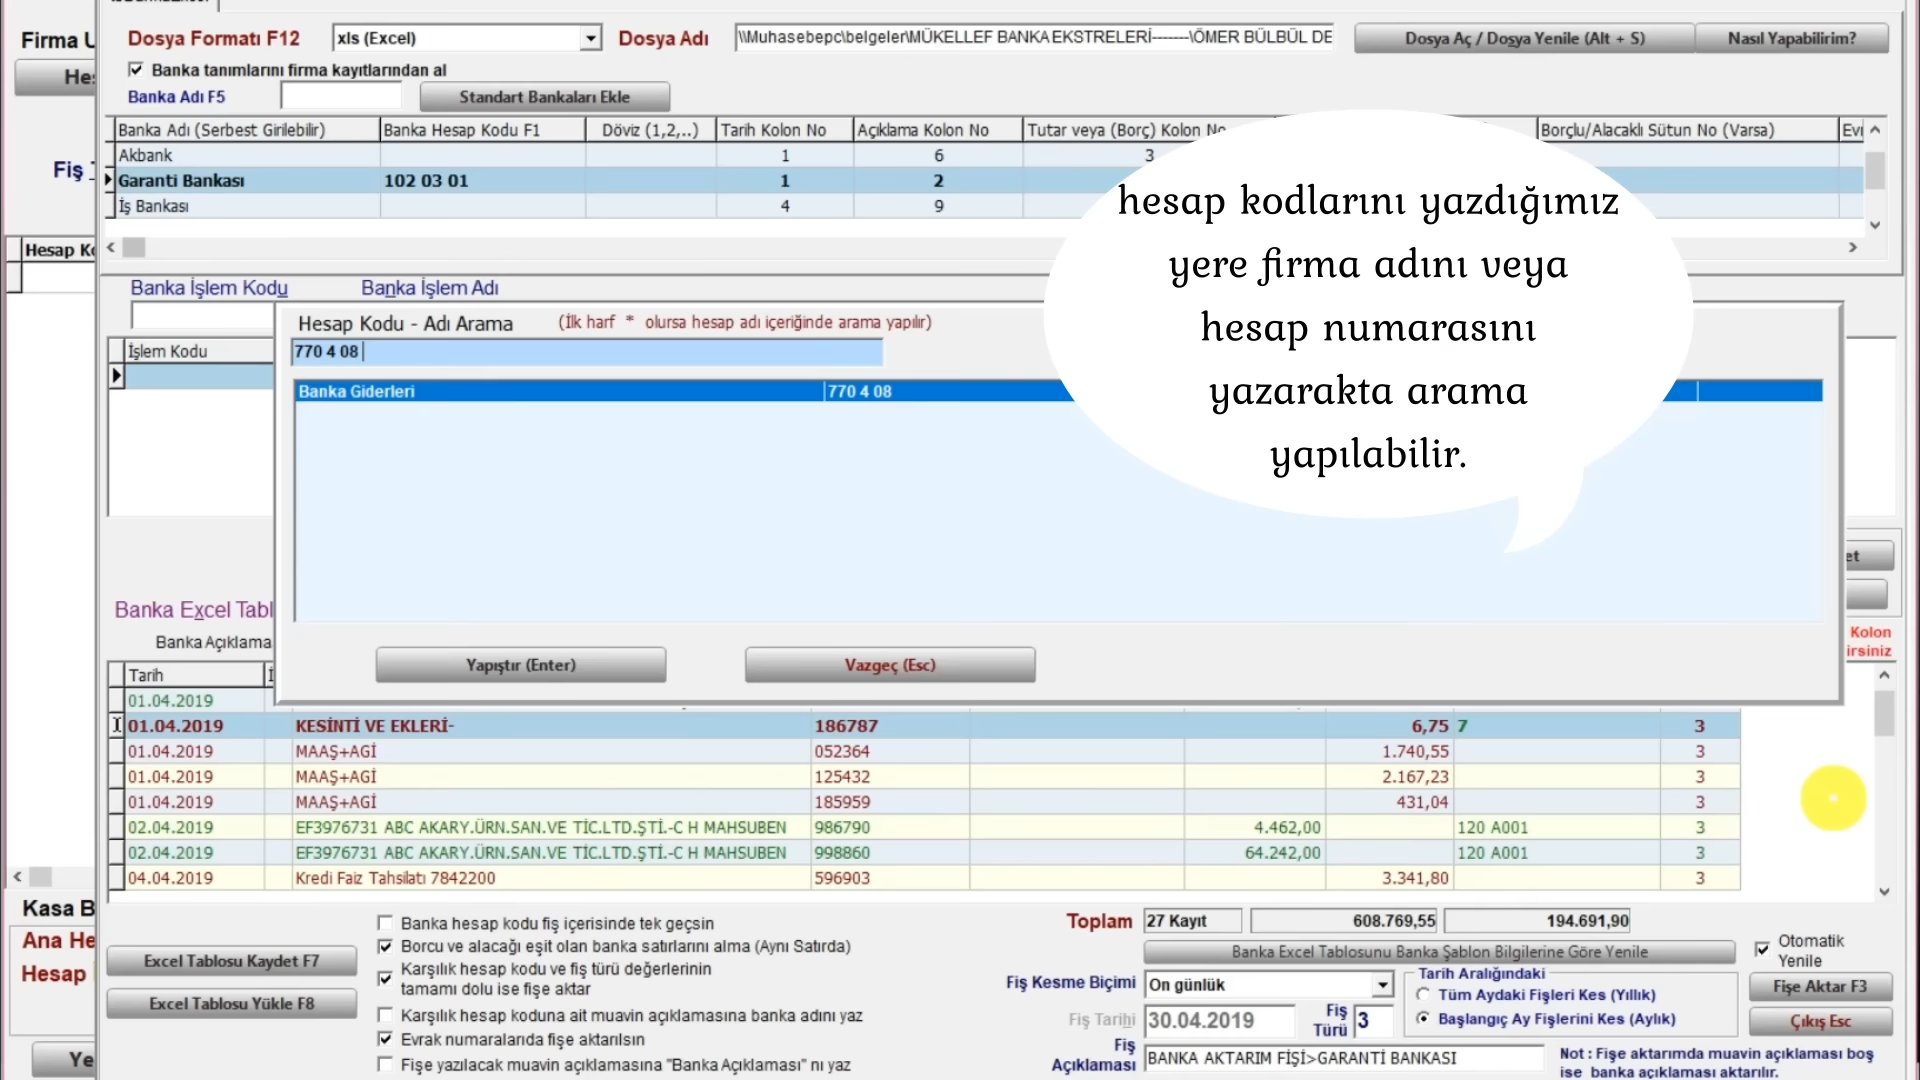 Firma U
Dosya Formatı F12
xls (Excel)
Dosya Adı
\\Muhasebepc\belgeler\MÜKELLEF BANKA EKSTRELERİ-------\ÖMER BÜLBÜL DE
Dosya Aç / Dosya Yenile (Alt + S)
Nasıl Yapabilirim?
Banka tanımlarını firma kayıtlarından al
Banka Adı F5
Standart Bankaları Ekle
Banka Adı (Serbest Girilebilir) Banka Hesap Kodu F1 Döviz (1,2,..) Tarih Kolon No Açıklama Kolon No Tutar veya (Borç) Kolon No Borçlu/Alacaklı Sütun No (Varsa) Evr
Akbank 1 6 3
Garanti Bankası 102 03 01 1 2
İş Bankası 4 9
Fiş
Hesap Ko
hesap kodlarını yazdığımız
yere firma adını veya
hesap numarasını
yazarakta arama
yapılabilir.
Banka İşlem Kodu Banka İşlem Adı
Hesap Kodu - Adı Arama (İlk harf * olursa hesap adı içeriğinde arama yapılır)
770 4 08
İşlem Kodu
Banka Giderleri 770 4 08
et
Banka Excel Tabl
Banka Açıklama
Kolon
irsiniz
Yapıştır (Enter)
Vazgeç (Esc)
Tarih
01.04.2019
01.04.2019 KESİNTİ VE EKLERİ- 186787 6,75 7 3
01.04.2019 MAAŞ+AGİ 052364 1.740,55 3
01.04.2019 MAAŞ+AGİ 125432 2.167,23 3
01.04.2019 MAAŞ+AGİ 185959 431,04 3
02.04.2019 EF3976731 ABC AKARY.ÜRN.SAN.VE TİC.LTD.ŞTİ.-C H MAHSUBEN 986790 4.462,00 120 A001 3
02.04.2019 EF3976731 ABC AKARY.ÜRN.SAN.VE TİC.LTD.ŞTİ.-C H MAHSUBEN 998860 64.242,00 120 A001 3
04.04.2019 Kredi Faiz Tahsilatı 7842200 596903 3.341,80 3
Kasa B
Ana He
Hesap
Ye
Excel Tablosu Kaydet F7
Excel Tablosu Yükle F8
Banka hesap kodu fiş içerisinde tek geçsin
Borcu ve alacağı eşit olan banka satırlarını alma (Aynı Satırda)
Karşılık hesap kodu ve fiş türü değerlerinin
tamamı dolu ise fişe aktar
Karşılık hesap koduna ait muavin açıklamasına banka adını yaz
Evrak numaralarıda fişe aktarılsın
Fişe yazılacak muavin açıklamasına "Banka Açıklaması" nı yaz
Toplam 27 Kayıt 608.769,55 194.691,90
Banka Excel Tablosunu Banka Şablon Bilgilerine Göre Yenile
Otomatik
Yenile
Fiş Kesme Biçimi On günlük
Tarih Aralığındaki
Tüm Aydaki Fişleri Kes (Yıllık)
Başlangıç Ay Fişlerini Kes (Aylık)
Fişe Aktar F3
Çıkış Esc
Fiş Tarihi 30.04.2019
Fiş
Türü 3
Fiş
Açıklaması BANKA AKTARIM FİŞİ>GARANTİ BANKASI
Not : Fişe aktarımda muavin açıklaması boş
ise banka açıklaması aktarılır.